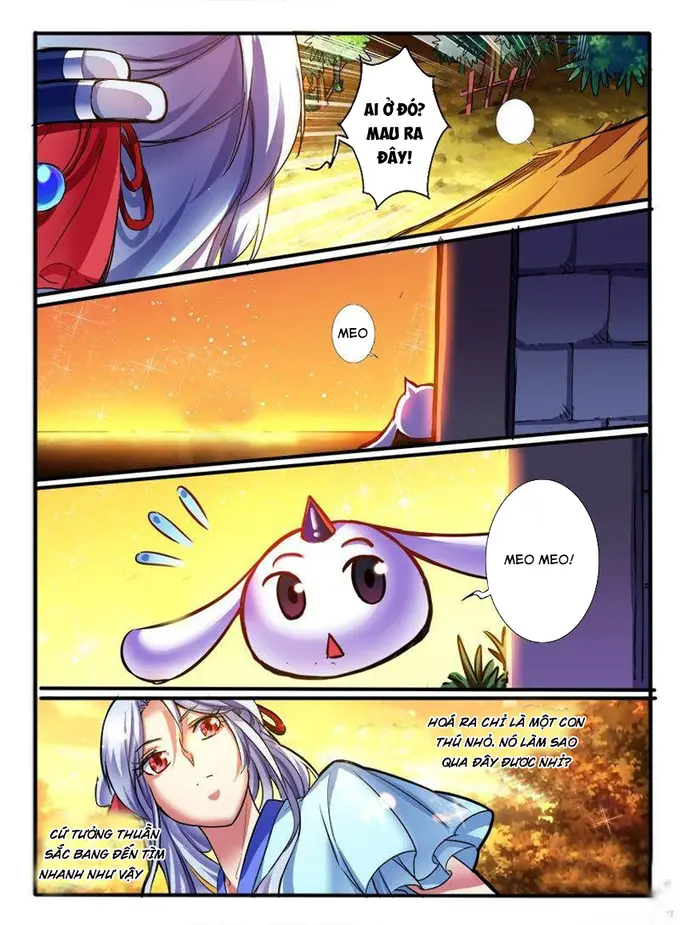 AI Ở ĐÓ?
MAU RA
ĐÂY!
MEO
MEO MEO!
HOÁ RA CHỈ LÀ MỘT CON
THÚ NHỎ. NÓ LÀM SAO
QUA ĐÂY ĐƯƠC NHỈ?
CỨ TƯỞNG THUẦN
SẮC BANG ĐẾN TÌM
NHANH NHƯ VẬY